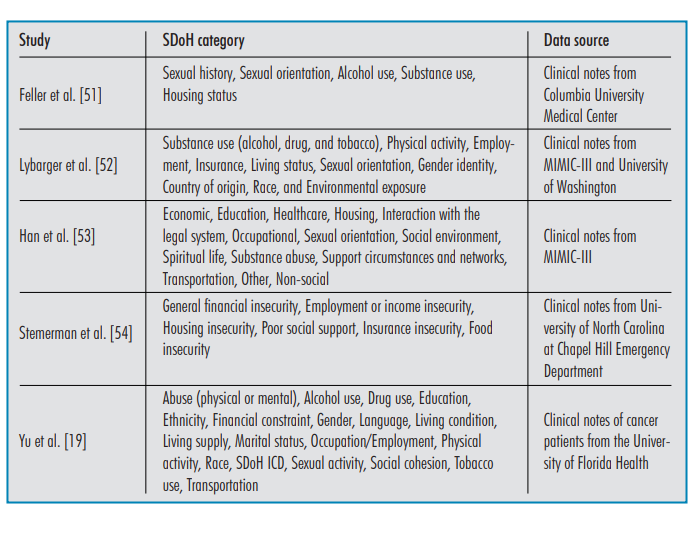 Study SDoH category Data source
Feller et al. [51]
Sexual history, Sexual orientation, Alcohol use, Substance use,
Housing status
Clinical notes from
Columbia University
Medical Center
Lybarger et al. [52]
Substance use (alcohol, drug, and tobacco), Physical activity, Employ-
ment, Insurance, Living status, Sexual orientation, Gender identity,
Country of origin, Race, and Environmental exposure
Clinical notes from
MIMIC-III and University
of Washington
Han et al. [53]
Economic, Education, Healthcare, Housing, Interaction with the
legal system, Occupational, Sexual orientation, Social environment,
Spiritual life, Substance abuse, Support circumstances and networks,
Transportation, Other, Non-social
Clinical notes from
MIMIC-III
Stemerman et al. [54]
General financial insecurity, Employment or income insecurity,
Housing insecurity, Poor social support, Insurance insecurity, Food
insecurity
Clinical notes from Uni-
versity of North Carolina
at Chapel Hill Emergency
Department
Yu et al. [19]
Abuse (physical or mental), Alcohol use, Drug use, Education,
Ethnicity, Financial constraint, Gender, Language, Living condition,
Living supply, Marital status, Occupation/Employment, Physical
activity, Race, SDoH ICD, Sexual activity, Social cohesion, Tobacco
use, Transportation
Clinical notes of cancer
patients from the Univer-
sity of Florida Health